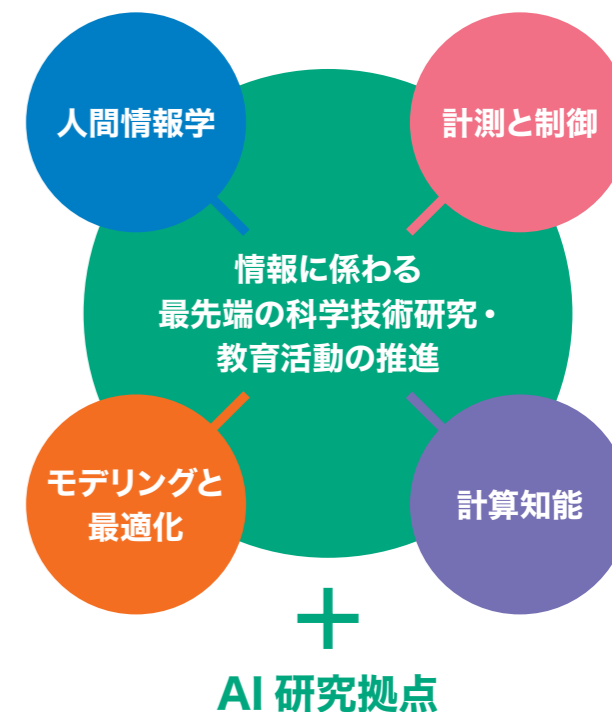 人間情報学
計測と制御
情報に係わる
最先端の科学技術研究・
教育活動の推進
モデリングと
最適化
計算知能
+
AI 研究拠点